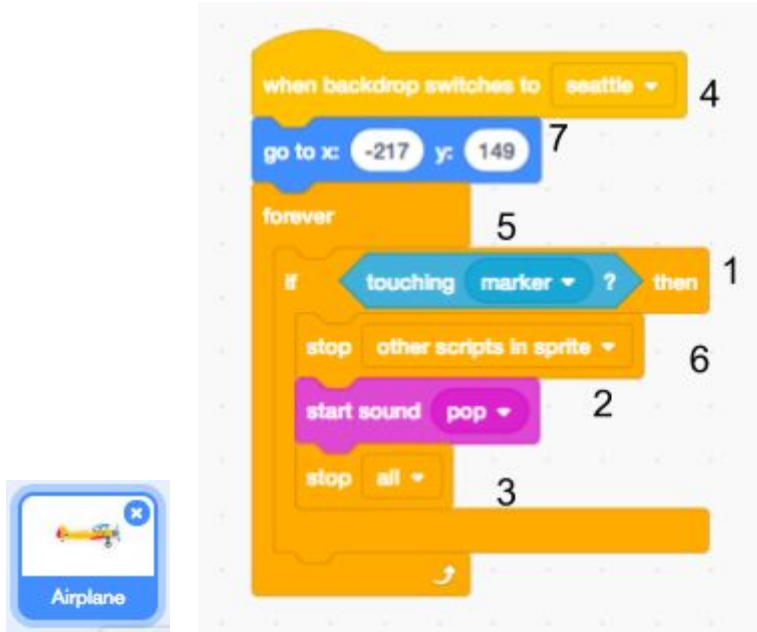 when backdrop switches to seattle 4
go to x: -217 y: 149 7
forever
5
if touching marker ? then 1
stop other scripts in sprite
6
start sound pop 2
stop all
3
Airplane